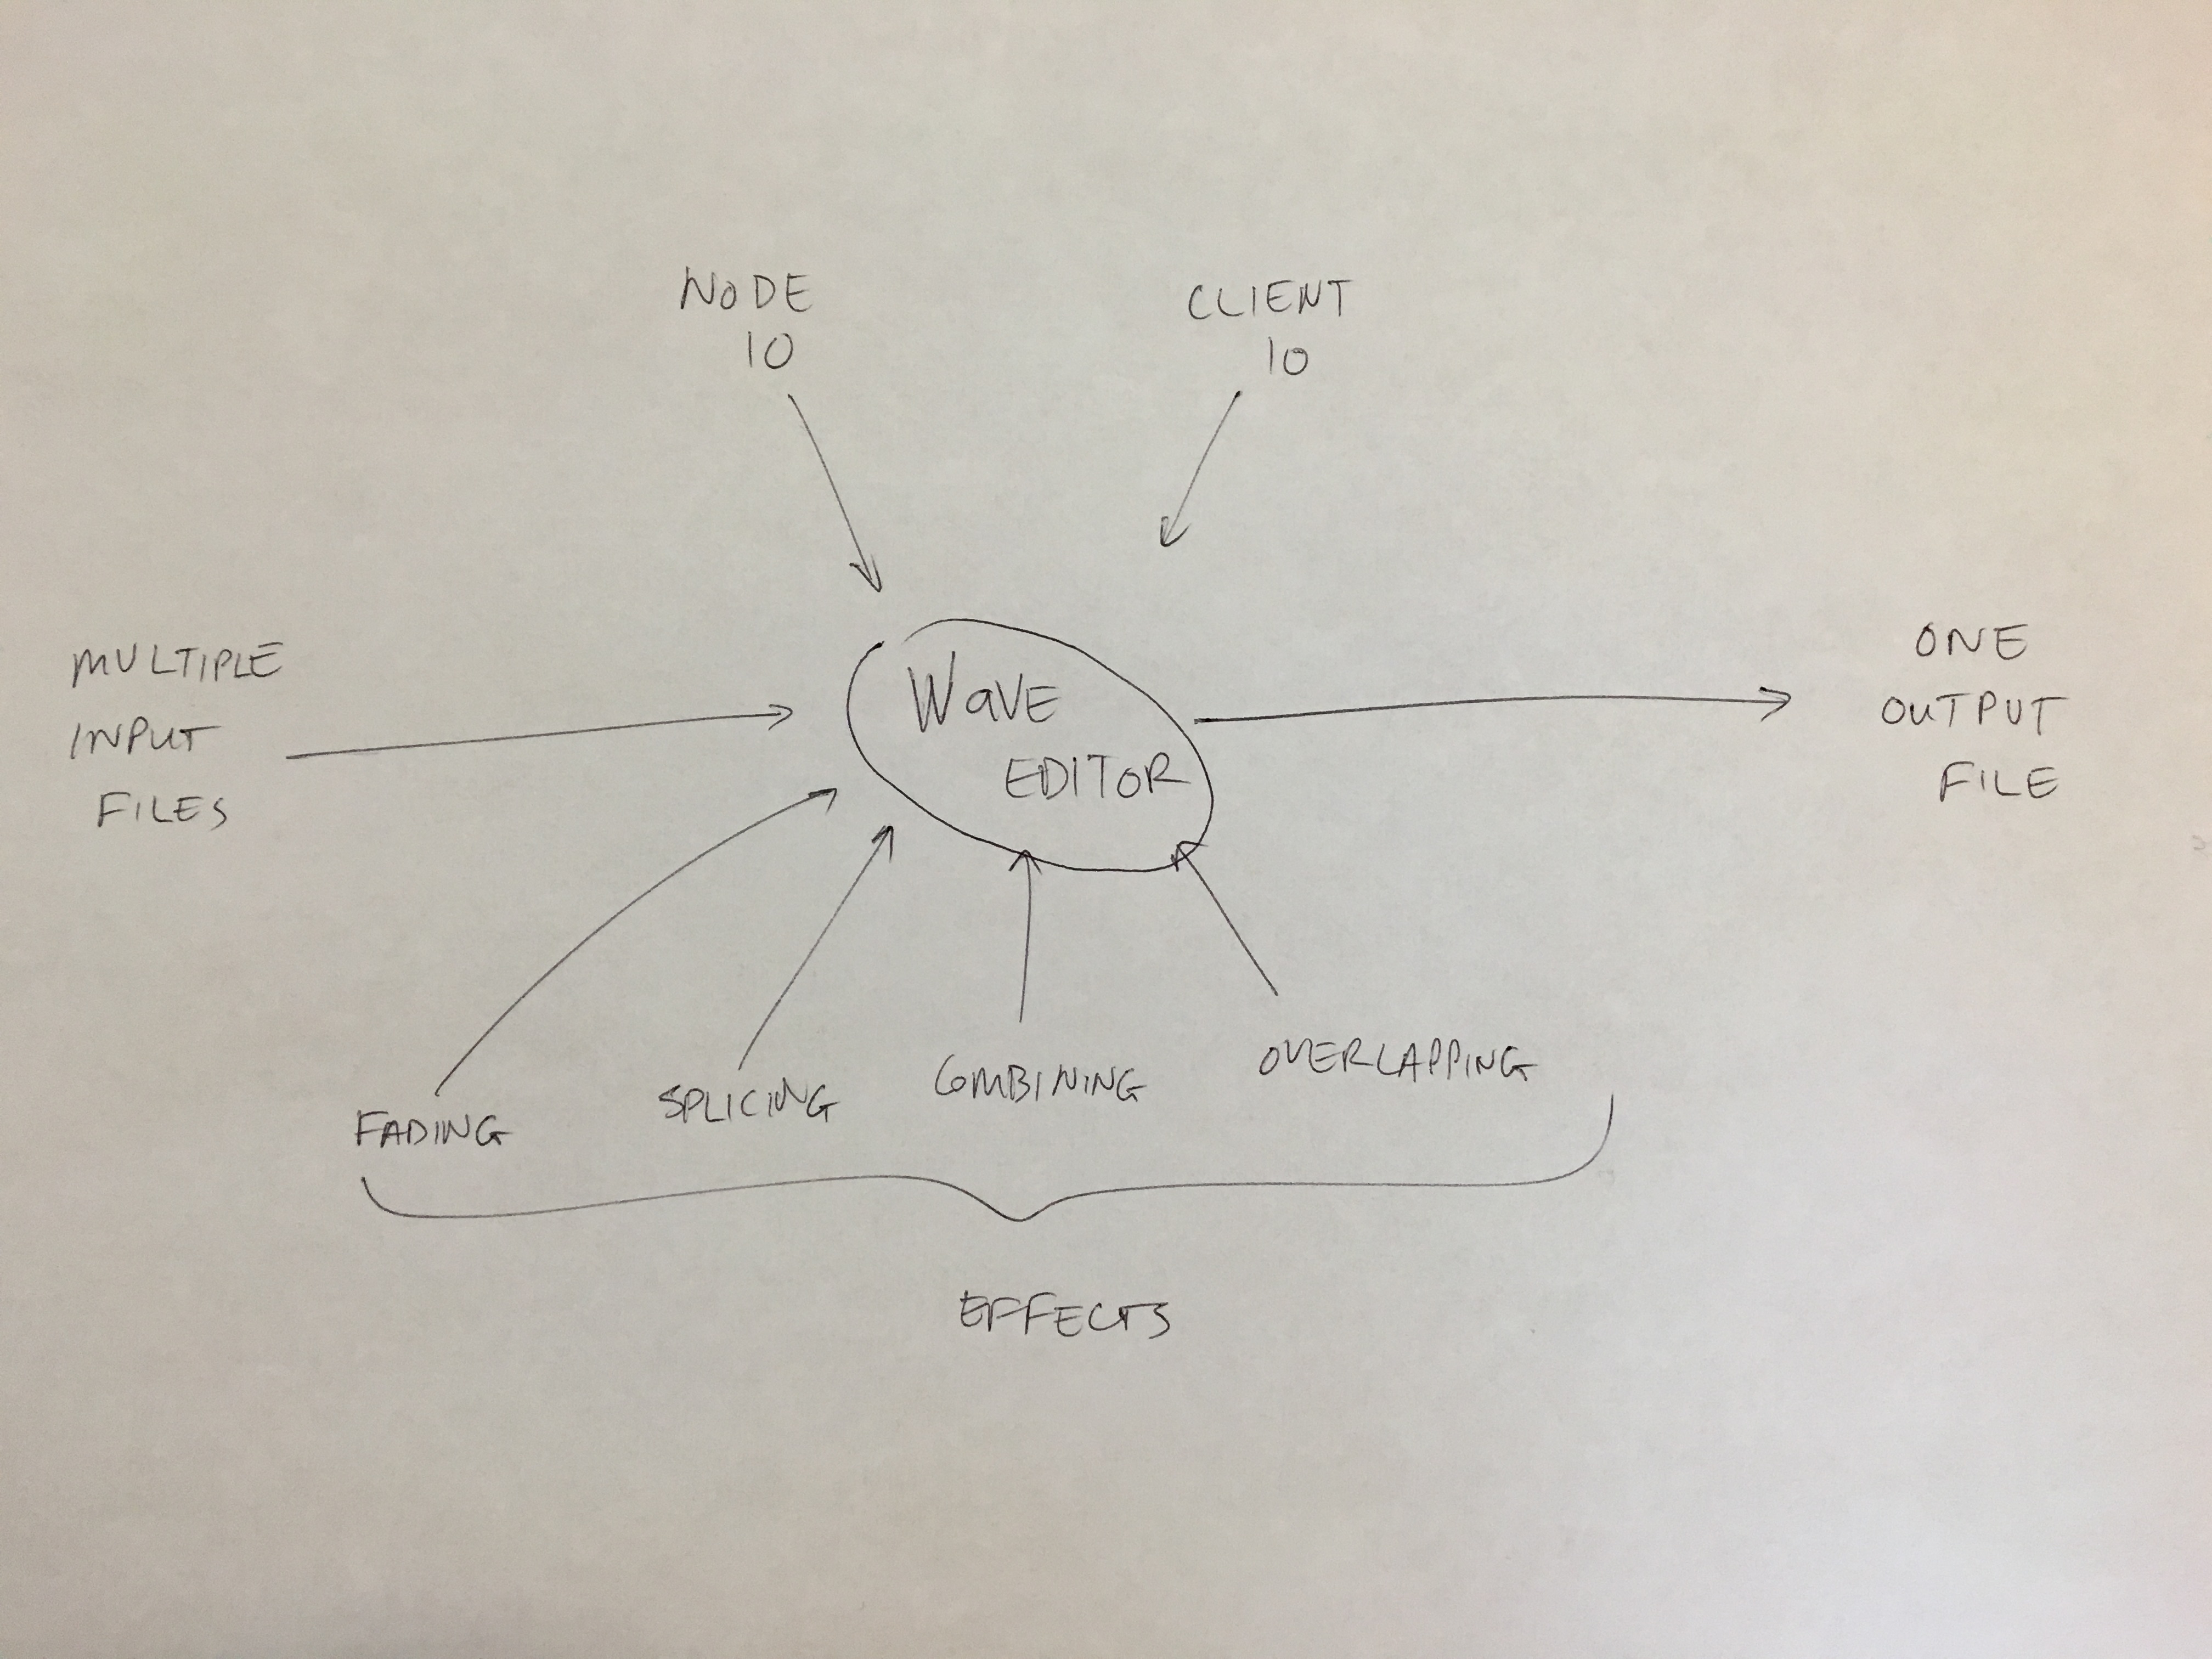 NODE
IO
CLIENT
IO
MULTIPLE
INPUT
FILES
WAVE
EDITOR
ONE
OUTPUT
FILE
FADING
SPLICING
COMBINING
OVERLAPPING
EFFECTS